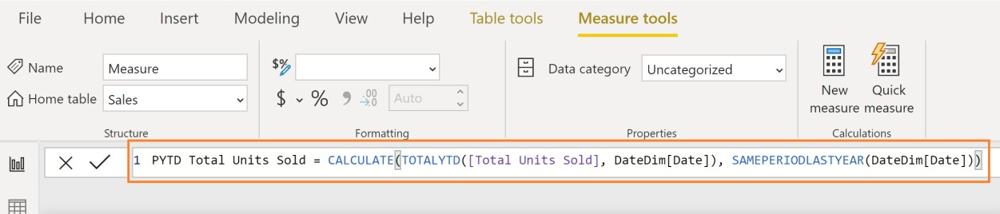 File Home Insert Modeling View Help Table tools Measure tools
Name Measure
Home table Sales
Structure
$%
$ % , .00 →.0 Auto
Formatting
Data category Uncategorized
Properties
New measure
Quick measure
Calculations
1 PYTD Total Units Sold = CALCULATE(TOTALYTD([Total Units Sold], DateDim[Date]), SAMEPERIODLASTYEAR(DateDim[Date]))